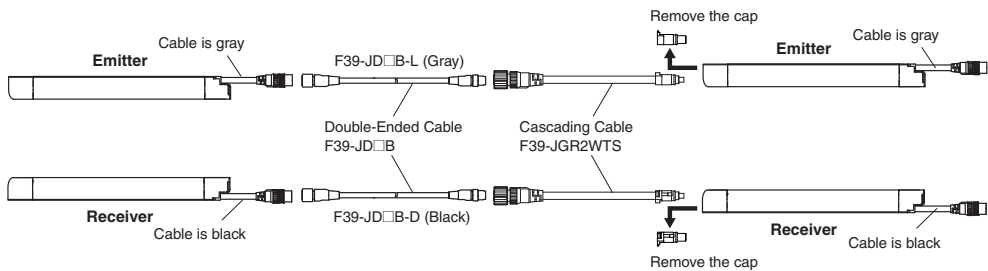 Remove the cap
Cable is gray
Emitter
F39-JD□B-L (Gray)
Emitter
Cable is gray
Double-Ended Cable
F39-JD□B
Cascading Cable
F39-JGR2WTS
Receiver
Cable is black
F39-JD□B-D (Black)
Receiver
Cable is black
Remove the cap